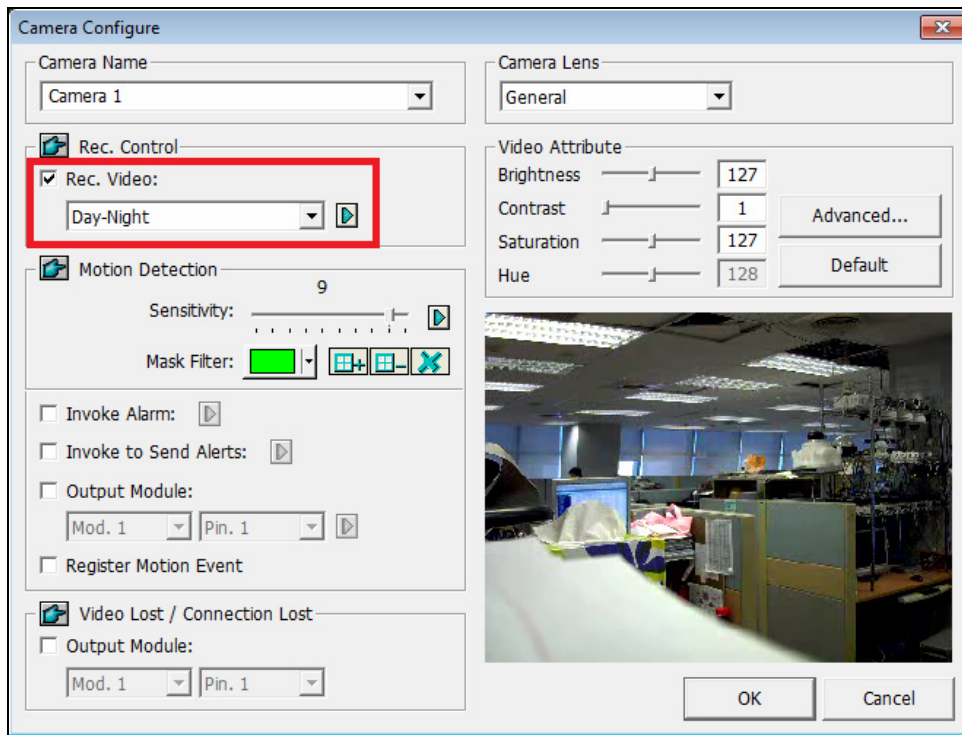 Camera Configure
Camera Name
Camera 1
Rec. Control
Rec. Video:
Day-Night
Motion Detection
9
Sensitivity:
Mask Filter:
Invoke Alarm:
Invoke to Send Alerts:
Output Module:
Mod. 1 Pin. 1
Register Motion Event
Video Lost / Connection Lost
Output Module:
Mod. 1 Pin. 1
Camera Lens
General
Video Attribute
Brightness 127
Contrast 1
Saturation 127
Hue 128
Advanced...
Default
OK Cancel